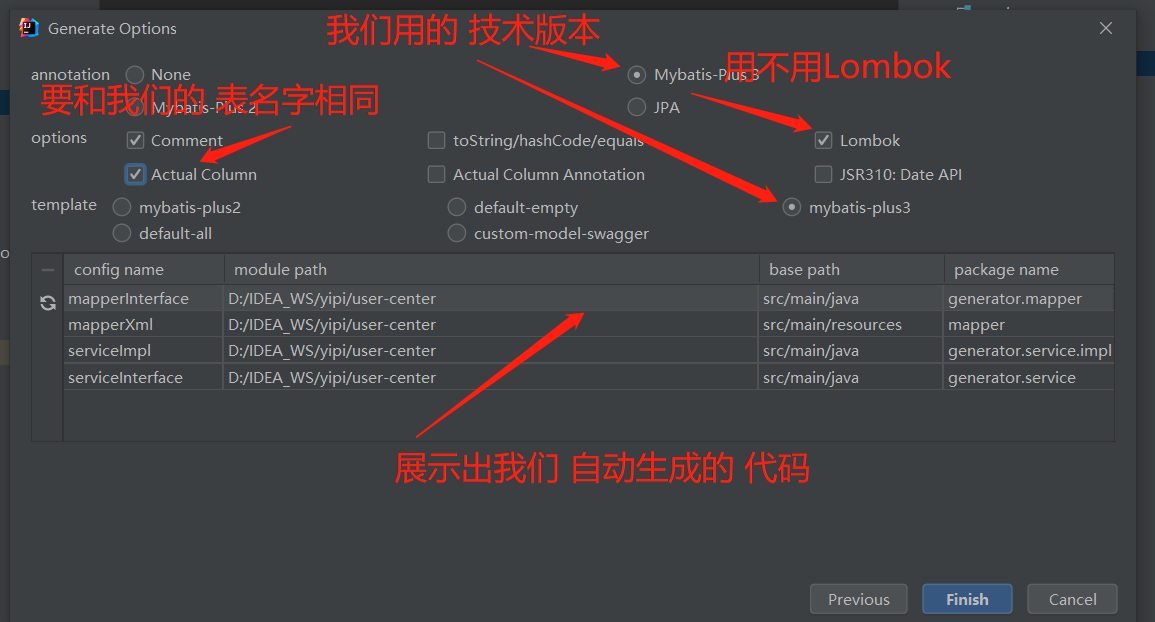 Generate Options
我们用的 技术版本
annotation None Mybatis-Plus 3
用不用Lombok
要和我们的 表名字相同
Mybatis-Plus 2 JPA
options Comment toString/hashCode/equals Lombok
Actual Column Actual Column Annotation JSR310: Date API
template mybatis-plus2 default-empty mybatis-plus3
default-all custom-model-swagger
config name module path base path package name
mapperInterface D:/IDEA_WS/yipi/user-center src/main/java generator.mapper
mapperXml D:/IDEA_WS/yipi/user-center src/main/resources mapper
serviceImpl D:/IDEA_WS/yipi/user-center src/main/java generator.service.impl
serviceInterface D:/IDEA_WS/yipi/user-center src/main/java generator.service
展示出我们 自动生成的 代码
Previous Finish Cancel